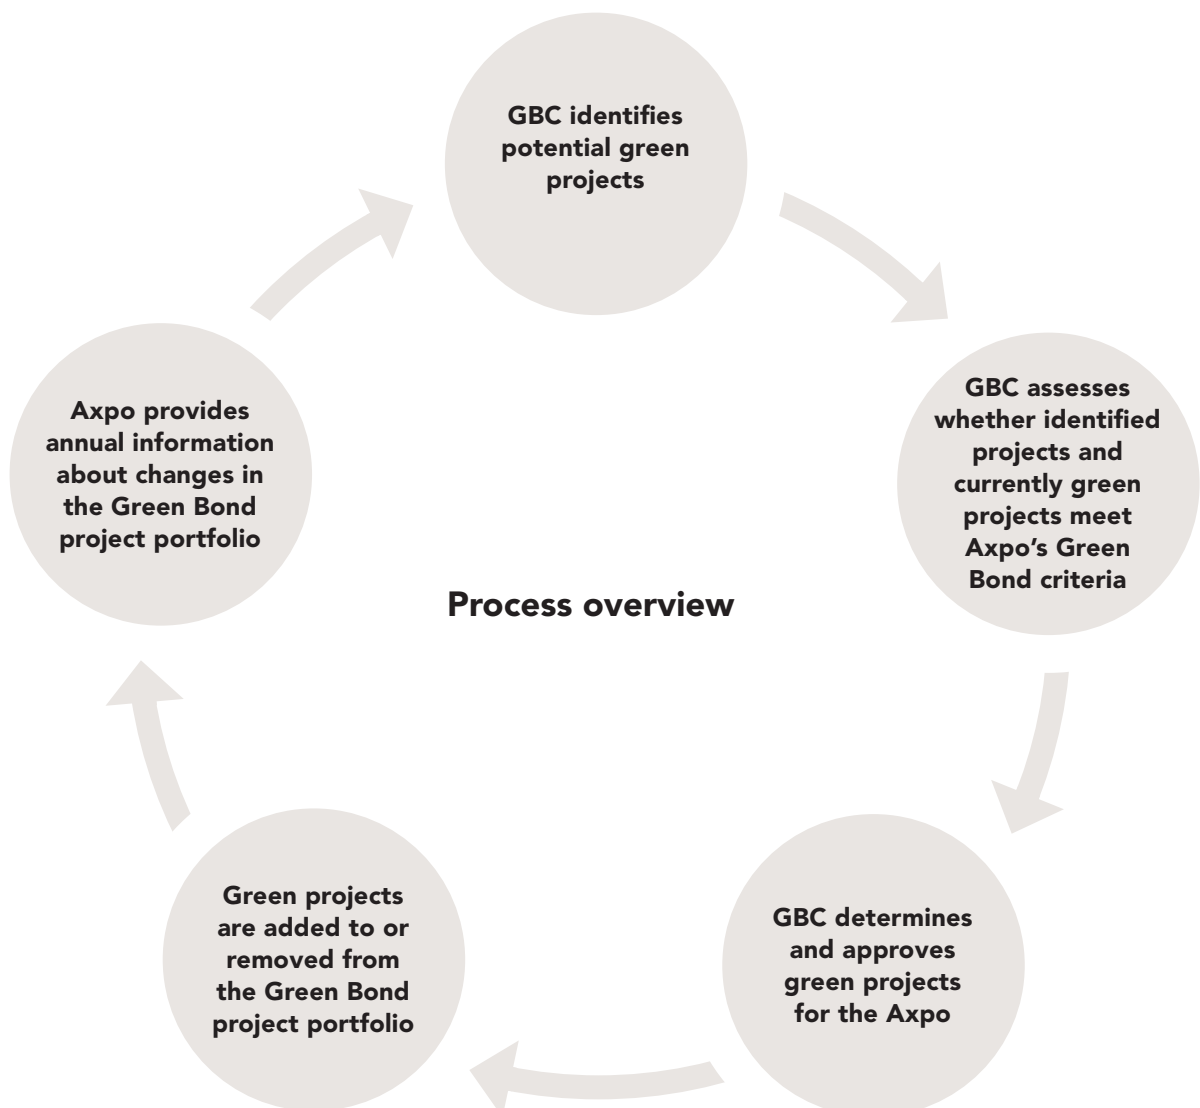 GBC identifies
potential green
projects
GBC assesses
whether identified
projects and
currently green
projects meet
Axpo’s Green
Bond criteria
GBC determines
and approves
green projects
for the Axpo
Green projects
are added to or
removed from
the Green Bond
project portfolio
Axpo provides
annual information
about changes in
the Green Bond
project portfolio
Process overview